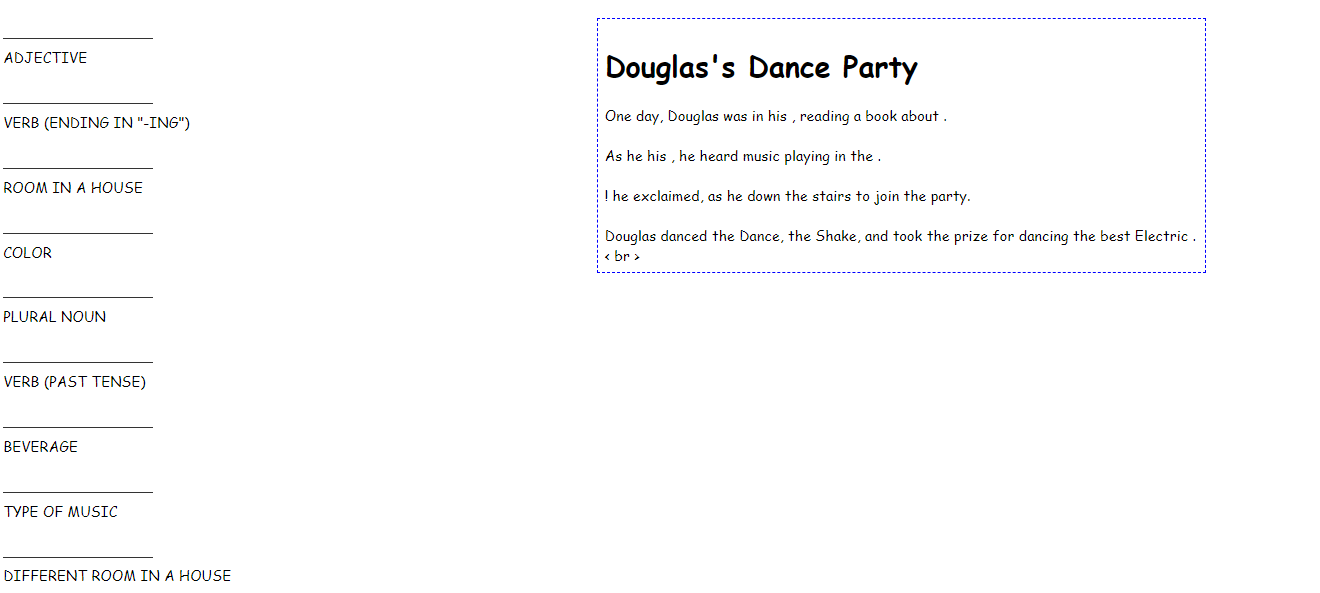 ADJECTIVE
VERB (ENDING IN "-ING")
ROOM IN A HOUSE
COLOR
PLURAL NOUN
VERB (PAST TENSE)
BEVERAGE
TYPE OF MUSIC
DIFFERENT ROOM IN A HOUSE
Douglas's Dance Party
One day, Douglas was in his , reading a book about .
As he his , he heard music playing in the .
! he exclaimed, as he down the stairs to join the party.
Douglas danced the Dance, the Shake, and took the prize for dancing the best Electric .
< br >